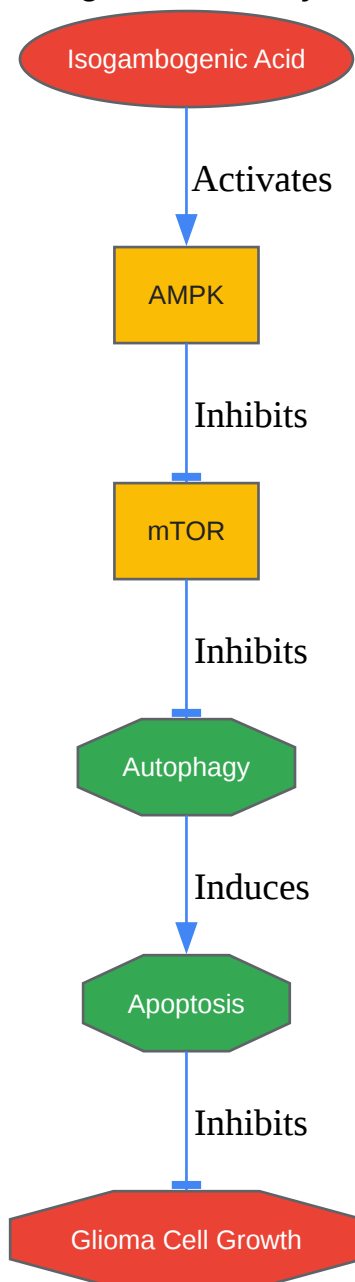 Isogambogenic Acid
Activates
AMPK
Inhibits
mTOR
Inhibits
Autophagy
Induces
Apoptosis
Inhibits
Glioma Cell Growth